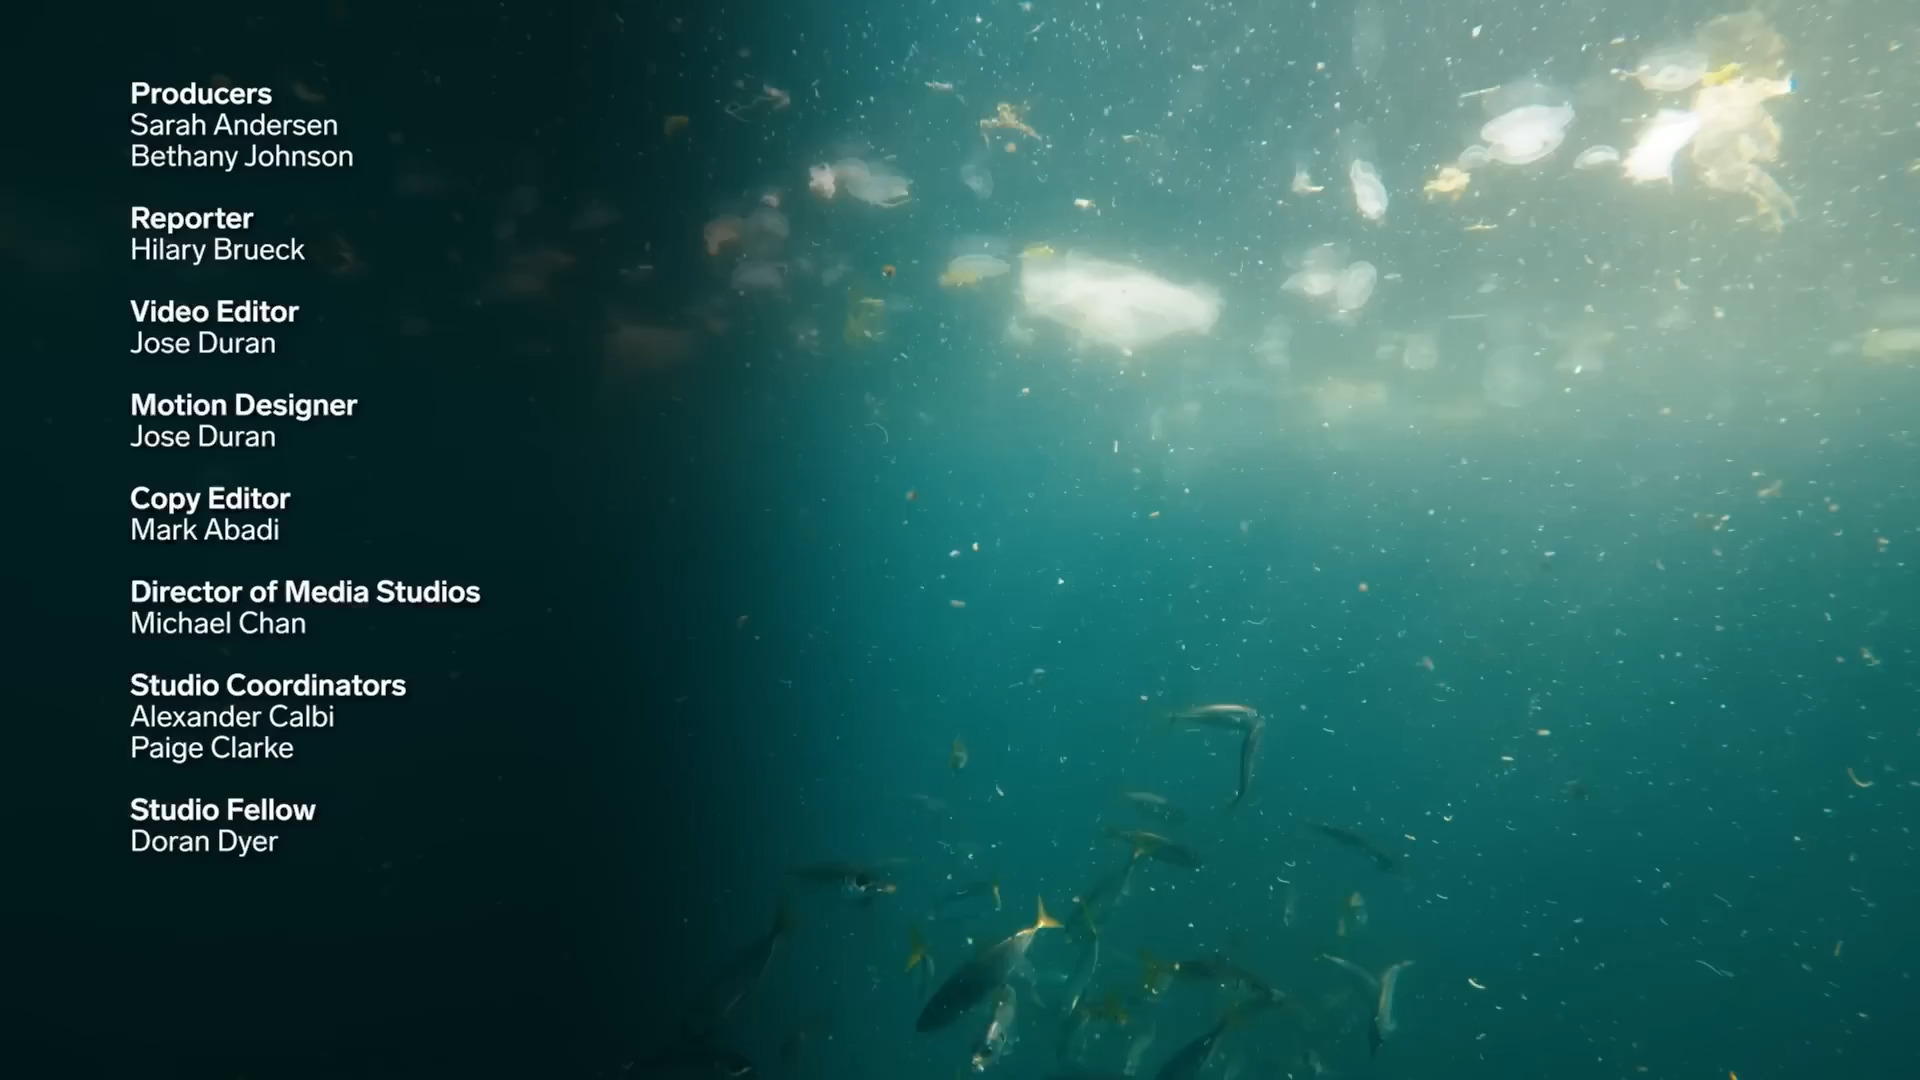 Producers
Sarah Andersen
Bethany Johnson
Reporter
Hilary Brueck
Video Editor
Jose Duran
Motion Designer
Jose Duran
Copy Editor
Mark Abadi
Director of Media Studios
Michael Chan
Studio Coordinators
Alexander Calbi
Paige Clarke
Studio Fellow
Doran Dyer